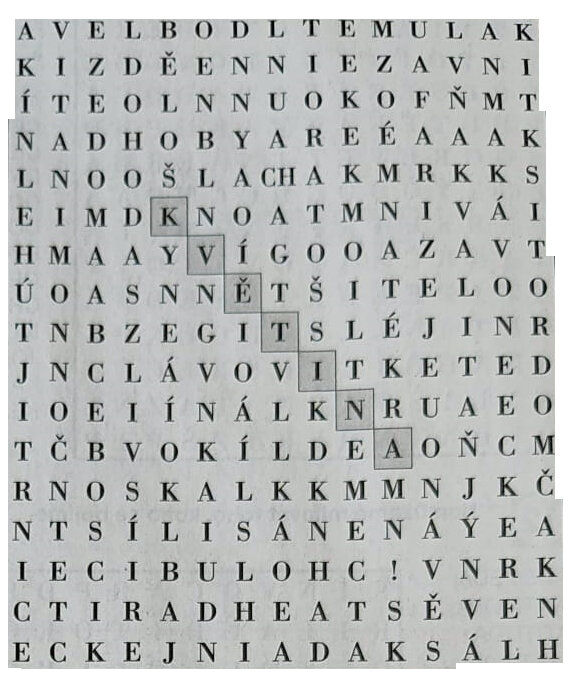 A V E L B O D L T E M U L A K
K I Z D Ě E N N I E Z A V N I
Í T E O L N N U O K O F Ň M T
N A D H O B Y A R E É A A A K
L N O O Š L A CH A K M R K K S
E I M D K N O A T M N I V Á I
H M A A Y V Í G O O A Z A V T
Ú O A S N N Ě T Š I T E L O O
T N B Z E G I T S L É J I N R
J N C L Á V O V I T K E T E D
I O E I Í N Á L K N R U A E O
T Č B V O K Í L D E A O Ň C M
R N O S K A L K K M M N J K Č
N T S Í L I S Á N E N Á Ý E A
I E C I B U L O H C ! V N R K
C T I R A D H E A T S Ě V E N
E C K E J N I A D A K S Á L H